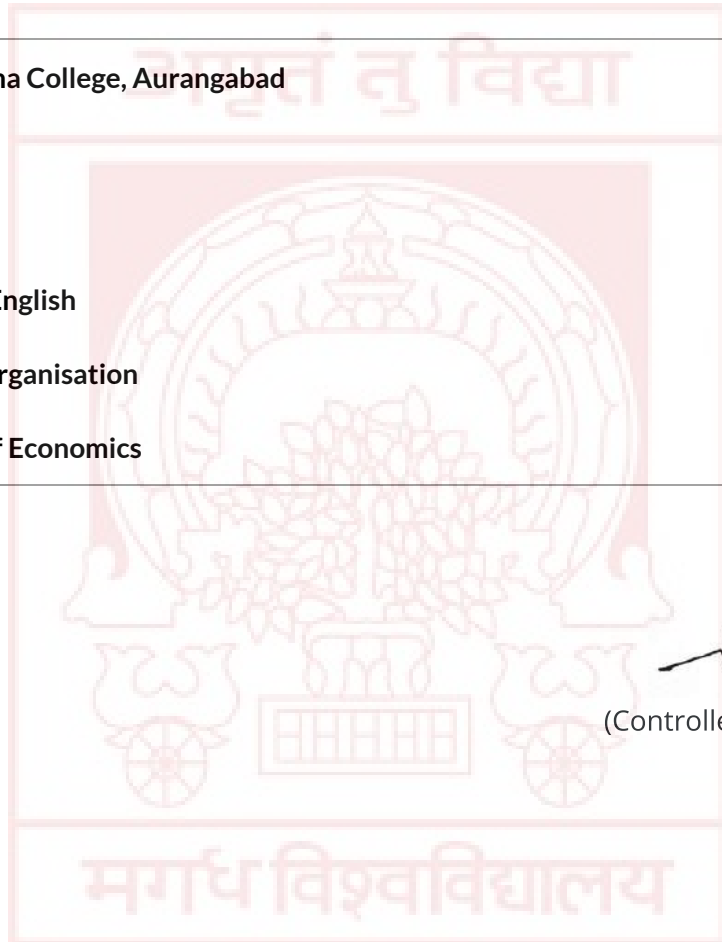 अमृतं तु विद्या
na College, Aurangabad
English
rganisation
f Economics
(Controlle
मगध विश्वविद्यालय